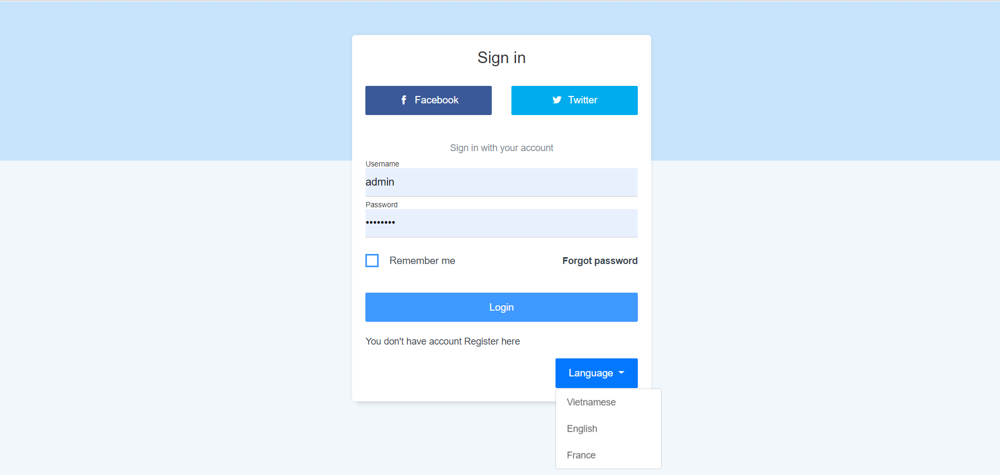 Sign in
Facebook
Twitter
Sign in with your account
Username
admin
Password
••••••••
Remember me
Forgot password
Login
You don't have account Register here
Language
Vietnamese
English
France